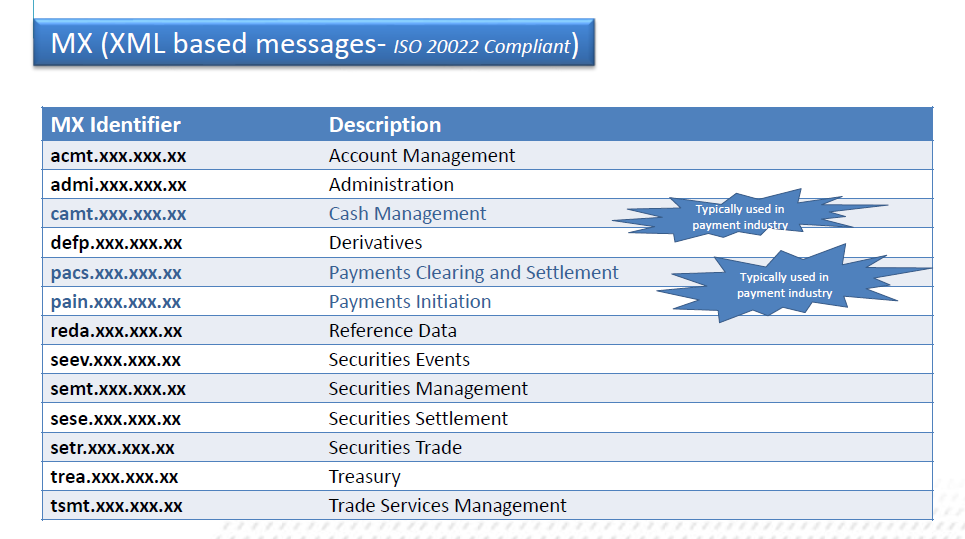 MX (XML based messages- ISO 20022 Compliant)
MX Identifier Description
acmt.xxx.xxx.xx Account Management
admi.xxx.xxx.xx Administration
camt.xxx.xxx.xx Cash Management
Typically used in
payment industry
defp.xxx.xxx.xx Derivatives
pacs.xxx.xxx.xx Payments Clearing and Settlement
Typically used in
payment industry
pain.xxx.xxx.xx Payments Initiation
reda.xxx.xxx.xx Reference Data
seev.xxx.xxx.xx Securities Events
semt.xxx.xxx.xx Securities Management
sese.xxx.xxx.xx Securities Settlement
setr.xxx.xxx.xx Securities Trade
trea.xxx.xxx.xx Treasury
tsmt.xxx.xxx.xx Trade Services Management